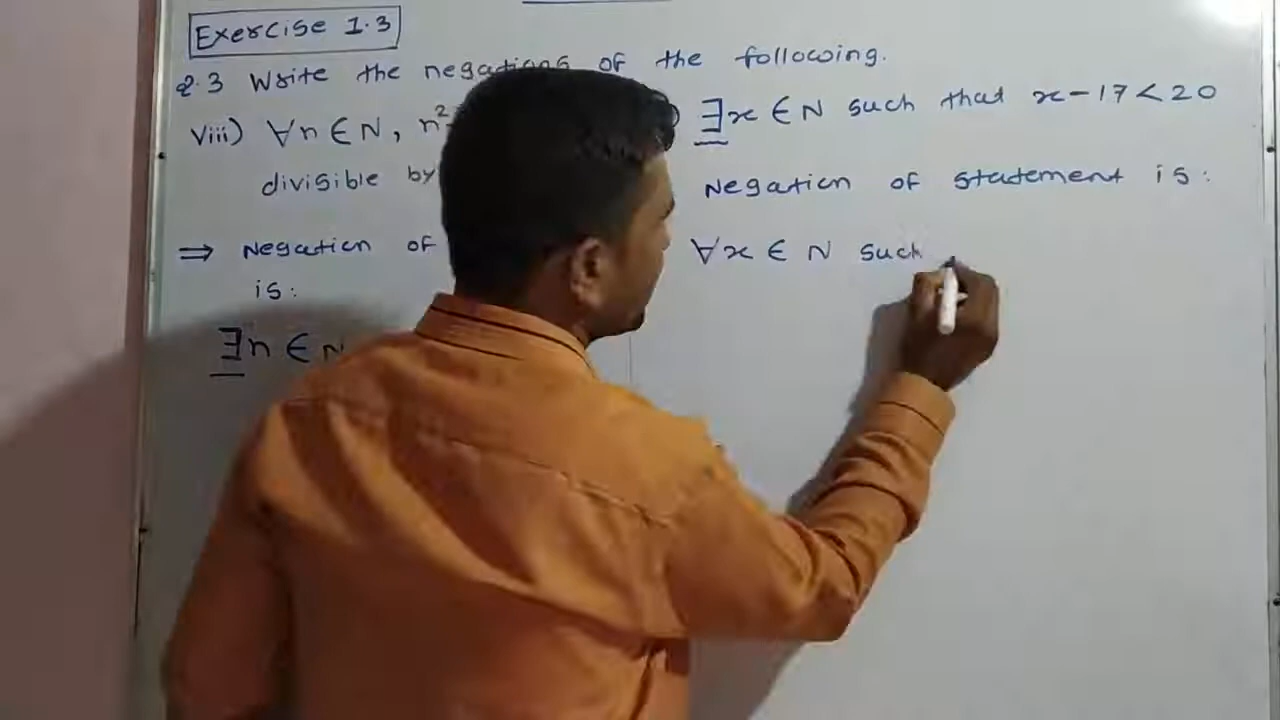 Exercise 1.3
Q.3 Write the negations of the following.
viii) ∀n ∈ N, n²
divisible by
⇒ Negation of
is:
∃n ∈ N
∃x ∈ N such that x-17<20
Negation of statement is:
∀x ∈ N such